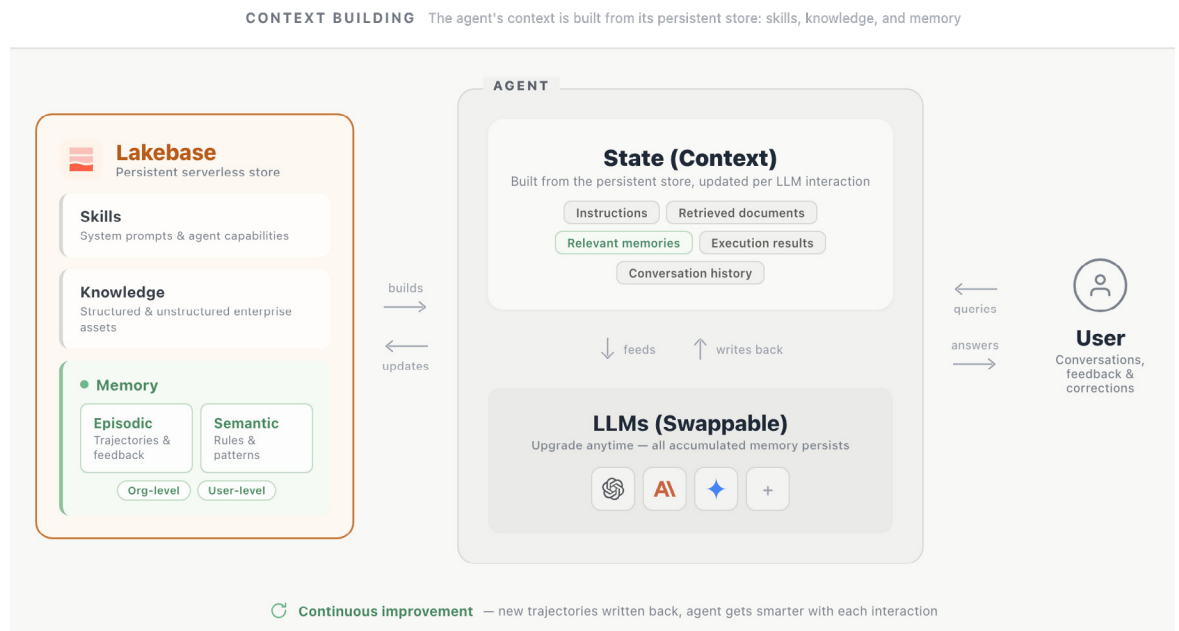 CONTEXT BUILDING The agent's context is built from its persistent store: skills, knowledge, and memory
AGENT
Lakebase
Persistent serverless store
Skills
System prompts & agent capabilities
Knowledge
Structured & unstructured enterprise
assets
Memory
Episodic
Trajectories &
feedback
Semantic
Rules &
patterns
Org-level
User-level
builds
updates
State (Context)
Built from the persistent store, updated per LLM interaction
Instructions
Retrieved documents
Relevant memories
Execution results
Conversation history
feeds
writes back
LLMs (Swappable)
Upgrade anytime — all accumulated memory persists
A\
+
queries
answers
User
Conversations,
feedback &
corrections
Continuous improvement — new trajectories written back, agent gets smarter with each interaction